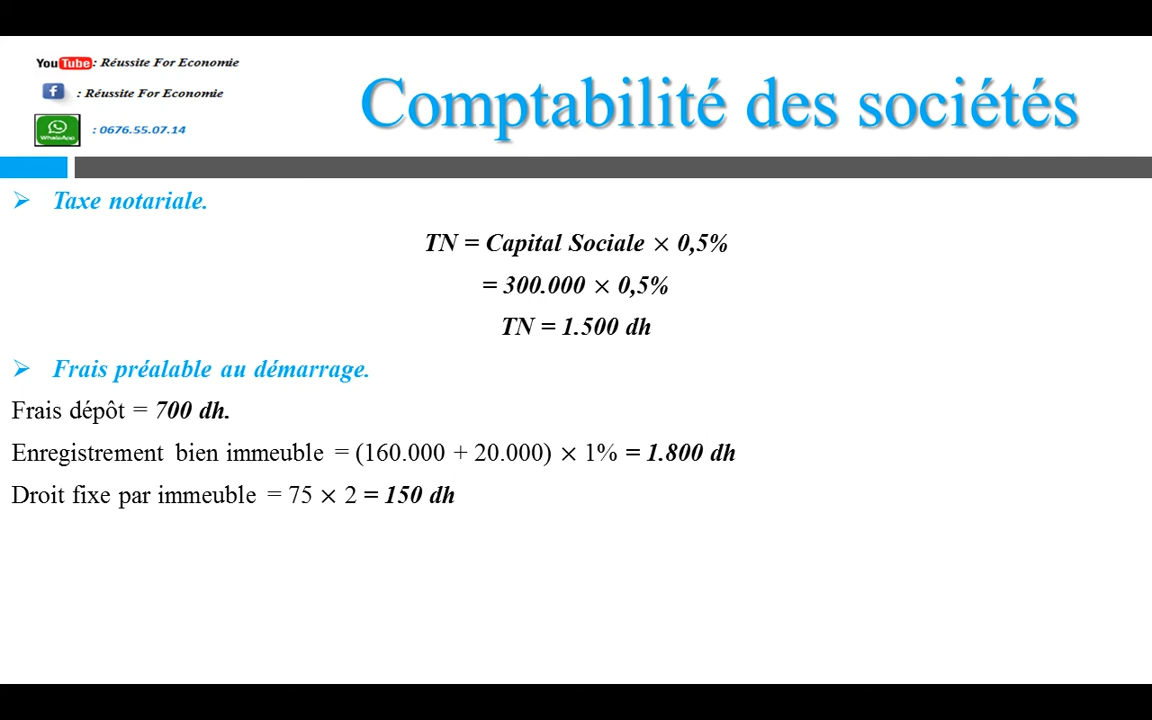 YouTube : Réussite For Economie
: Réussite For Economie
WhatsApp : 0676.55.07.14
Comptabilité des sociétés
➢ Taxe notariale.
TN = Capital Sociale × 0,5%
= 300.000 × 0,5%
TN = 1.500 dh
➢ Frais préalable au démarrage.
Frais dépôt = 700 dh.
Enregistrement bien immeuble = (160.000 + 20.000) × 1% = 1.800 dh
Droit fixe par immeuble = 75 × 2 = 150 dh